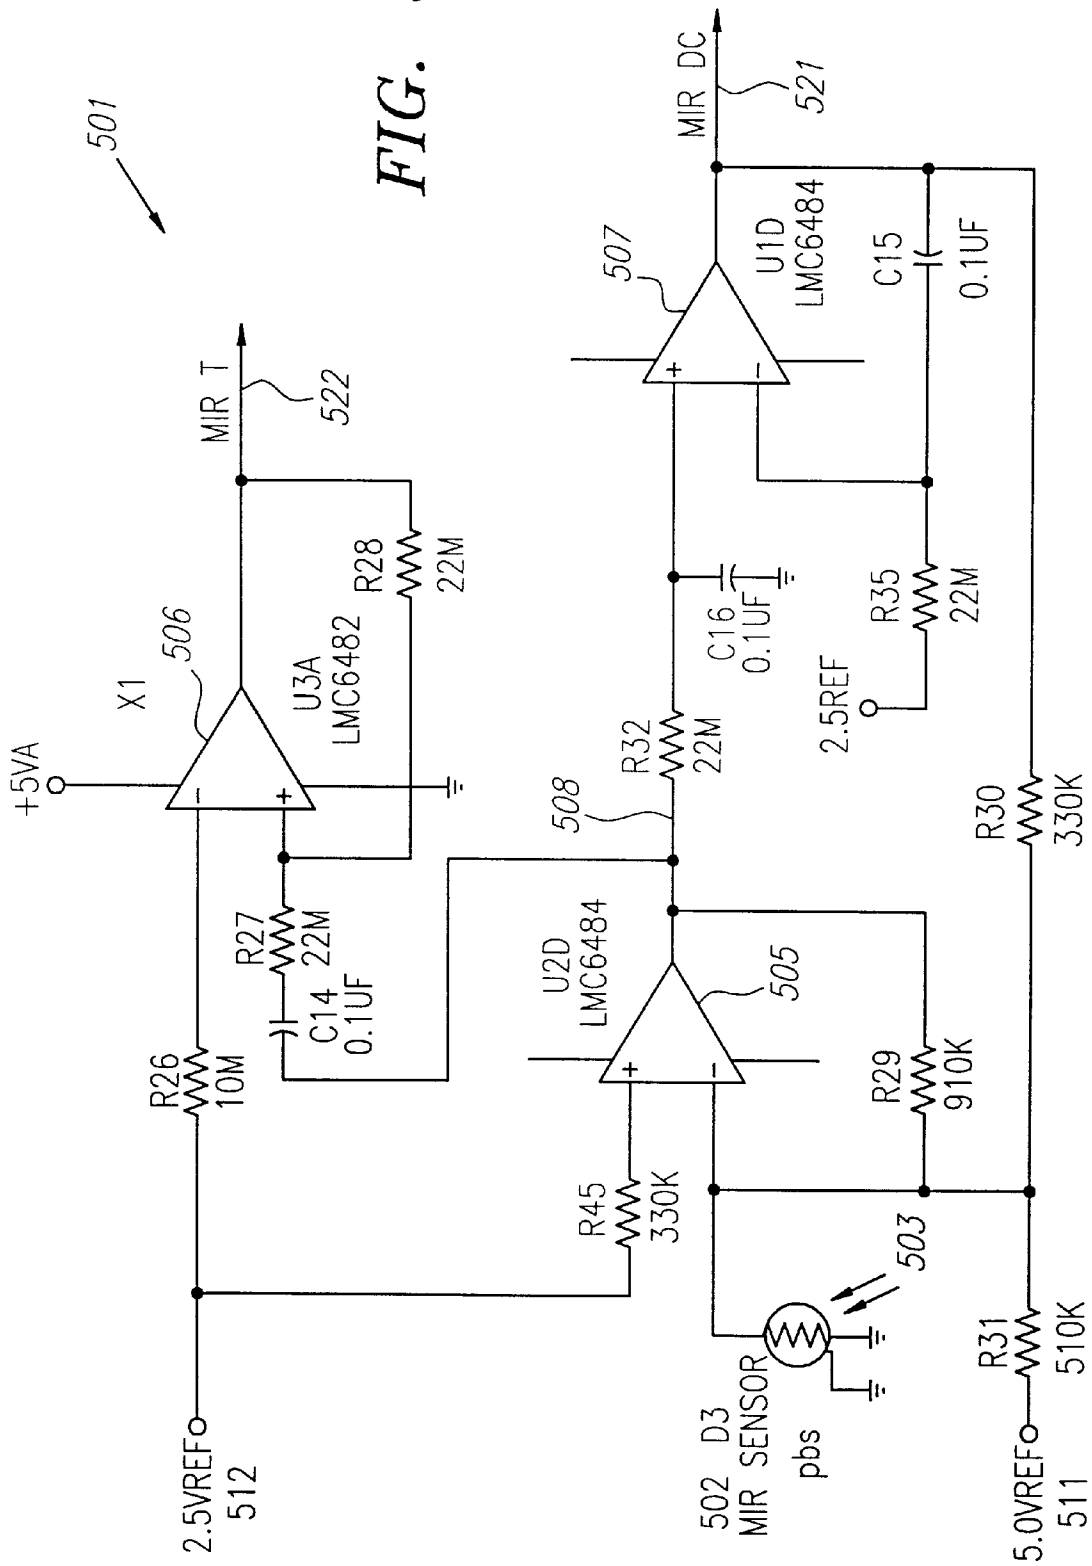 FIG.
501
+5VA
X1
506
MIR T
522
U3A
LMC6482
R28
22M
R26
10M
R27
22M
C14
0.1UF
2.5VREF
512
R45
330K
U2D
LMC6484
505
508
R32
22M
C16
0.1UF
507
U1D
LMC6484
MIR DC
521
C15
0.1UF
2.5REF
R35
22M
R29
910K
R30
330K
502 D3
MIR SENSOR
pbs
503
5.0VREF
511
R31
510K
+
-
+
-
+
-